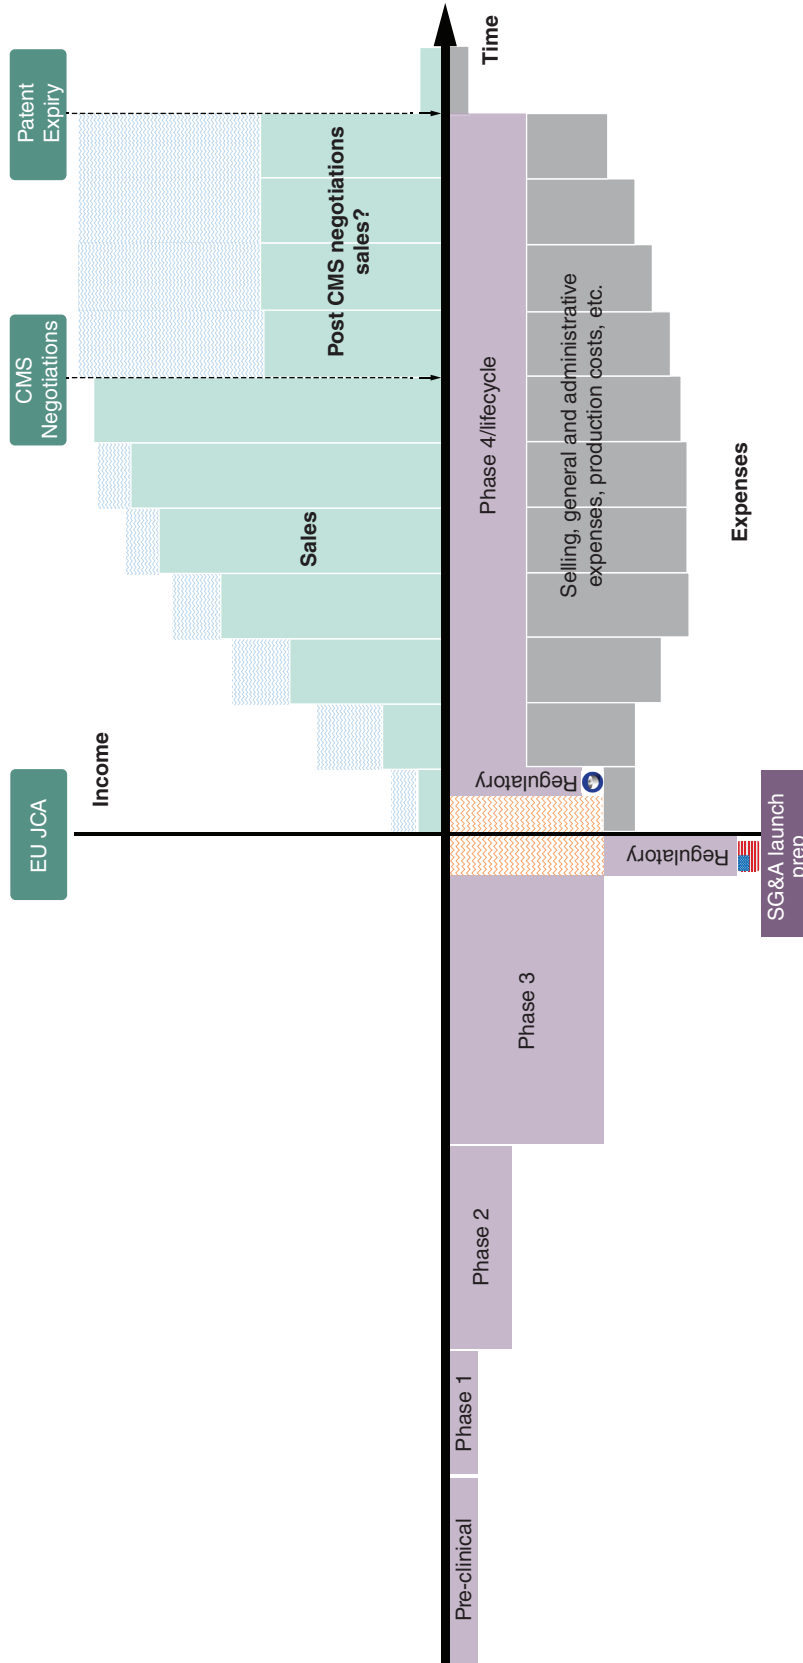 EU JCA
CMS
Negotiations
Patent
Expiry
Income
Sales
Post CMS negotiations
sales?
Time
Pre-clinical
Phase 1
Phase 2
Phase 3
Phase 4/lifecycle
Regulatory
Regulatory
Selling, general and administrative
expenses, production costs, etc.
Expenses
SG&A launch
prep